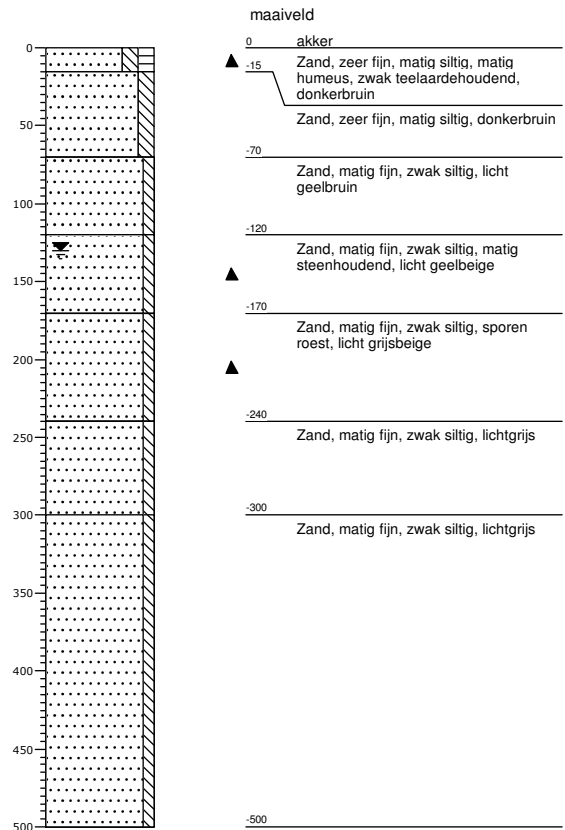 maaiveld
0
0 akker
Zand, zeer fijn, matig siltig, matig
-15
humeus, zwak teelaardehoudend,
donkerbruin
50
Zand, zeer fijn, matig siltig, donkerbruin
-70
Zand, matig fijn, zwak siltig, licht
geelbruin
100
-120
Zand, matig fijn, zwak siltig, matig
steenhoudend, licht geelbeige
150
-170
Zand, matig fijn, zwak siltig, sporen
roest, licht grijsbeige
200
-240
Zand, matig fijn, zwak siltig, lichtgrijs
250
-300
300
Zand, matig fijn, zwak siltig, lichtgrijs
350
400
450
500
-500